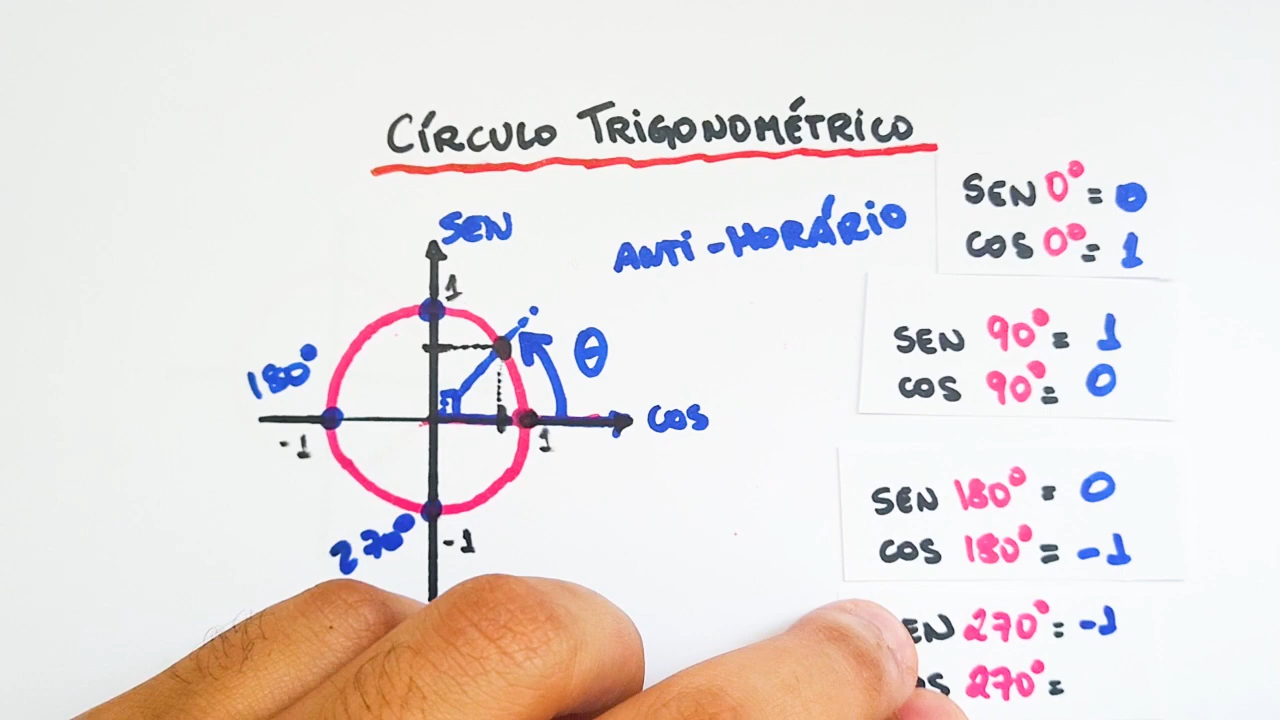 CÍRCULO TRIGONOMÉTRICO
SEN
ANTI-HORÁRIO
1
θ
180°
COS
-1
1
270°
-1
SEN 0° = 0
COS 0° = 1
SEN 90° = 1
COS 90° = 0
SEN 180° = 0
COS 180° = -1
EN 270° = -1
S 270° =